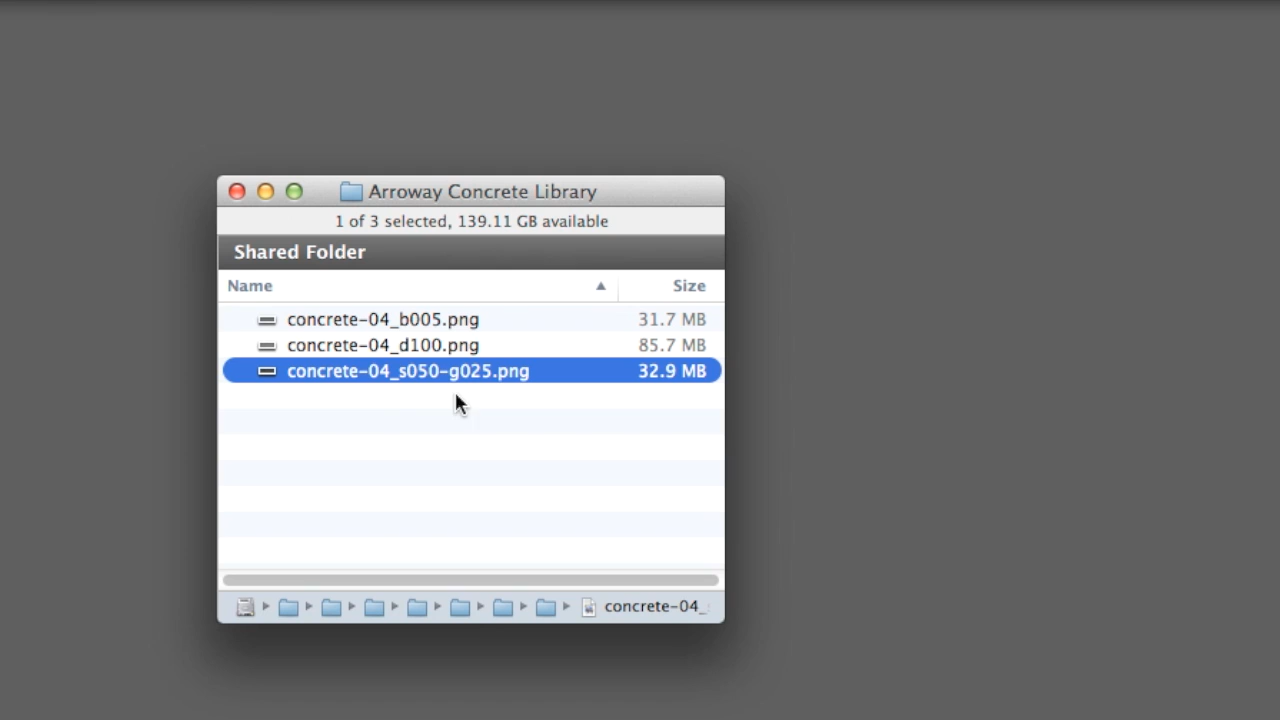 Arroway Concrete Library
1 of 3 selected, 139.11 GB available
Shared Folder
Name Size
concrete-04_b005.png 31.7 MB
concrete-04_d100.png 85.7 MB
concrete-04_s050-g025.png 32.9 MB
concrete-04_